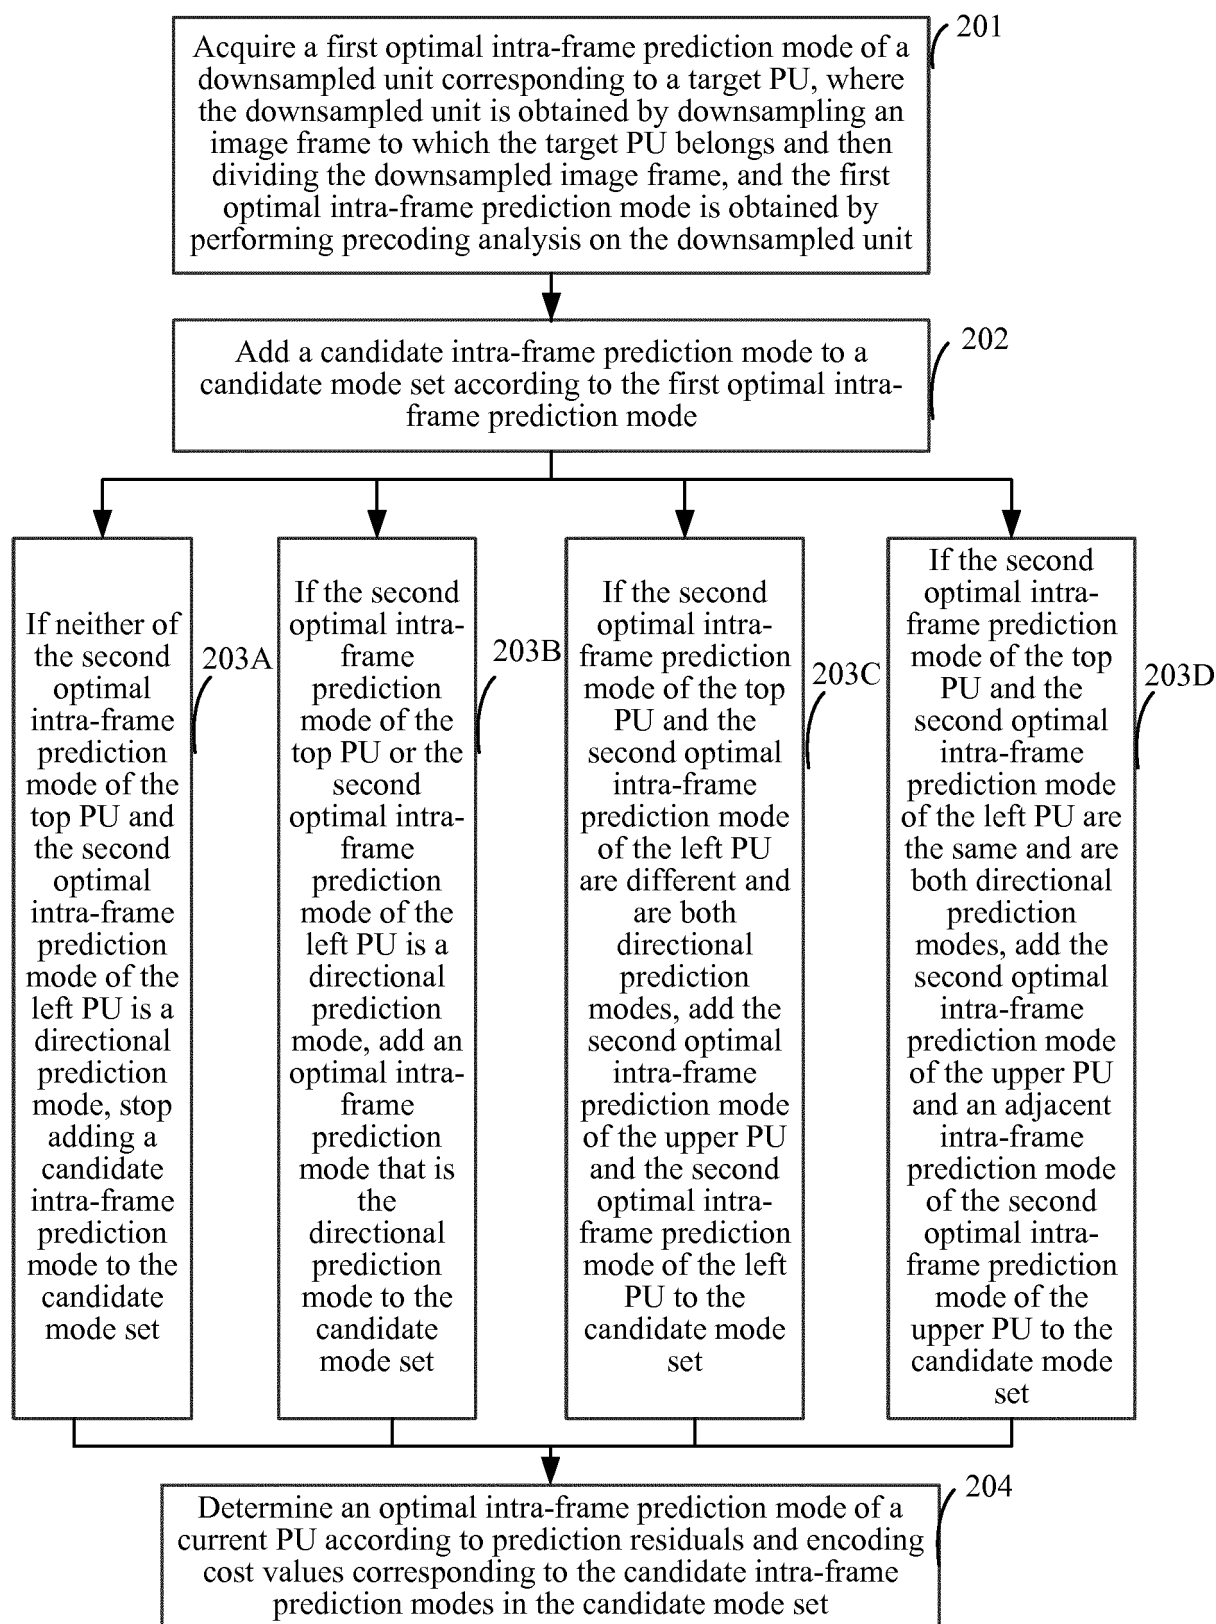 Acquire a first optimal intra-frame prediction mode of a
downsampled unit corresponding to a target PU, where
the downsampled unit is obtained by downsampling an
image frame to which the target PU belongs and then
dividing the downsampled image frame, and the first
optimal intra-frame prediction mode is obtained by
performing precoding analysis on the downsampled unit
201
Add a candidate intra-frame prediction mode to a
candidate mode set according to the first optimal intra-
frame prediction mode
202
If neither of
the second
optimal
intra-frame
prediction
mode of the
top PU and
the second
optimal
intra-frame
prediction
mode of the
left PU is a
directional
prediction
mode, stop
adding a
candidate
intra-frame
prediction
mode to the
candidate
mode set
203A
If the second
optimal intra-
frame
prediction
mode of the
top PU or the
second
optimal intra-
frame
prediction
mode of the
left PU is a
directional
prediction
mode, add an
optimal intra-
frame
prediction
mode that is
the
directional
prediction
mode to the
candidate
mode set
203B
If the second
optimal intra-
frame prediction
mode of the top
PU and the
second optimal
intra-frame
prediction mode
of the left PU
are different and
are both
directional
prediction
modes, add the
second optimal
intra-frame
prediction mode
of the upper PU
and the second
optimal intra-
frame prediction
mode of the left
PU to the
candidate mode
set
203C
If the second
optimal intra-
frame prediction
mode of the top
PU and the
second optimal
intra-frame
prediction mode
of the left PU are
the same and are
both directional
prediction
modes, add the
second optimal
intra-frame
prediction mode
of the upper PU
and an adjacent
intra-frame
prediction mode
of the second
optimal intra-
frame prediction
mode of the
upper PU to the
candidate mode
set
203D
Determine an optimal intra-frame prediction mode of a
current PU according to prediction residuals and encoding
cost values corresponding to the candidate intra-frame
prediction modes in the candidate mode set
204